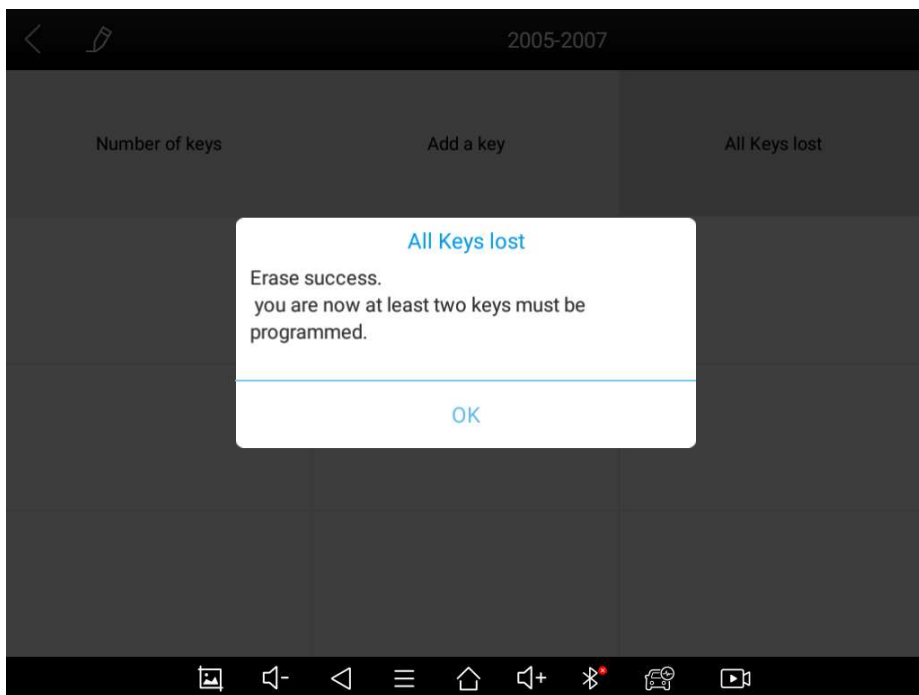 2005-2007
Number of keys
Add a key
All Keys lost
All Keys lost
Erase success.
you are now at least two keys must be
programmed.
OK